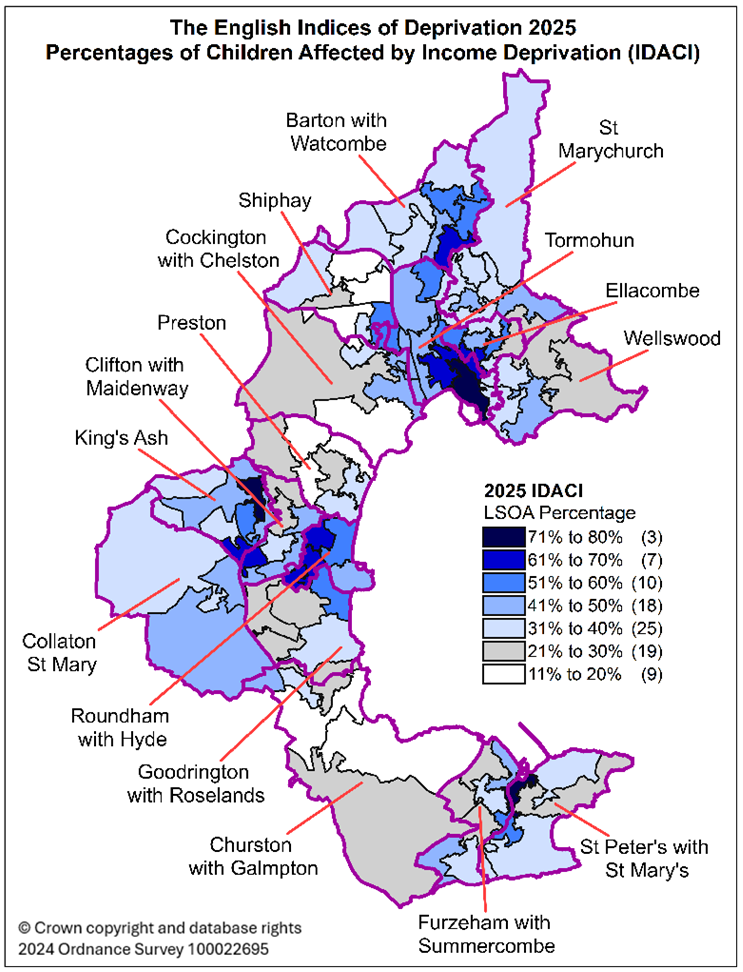 The English Indices of Deprivation 2025
Percentages of Children Affected by Income Deprivation (IDACI)
Barton with
Watcombe
St
Marychurch
Shiphay
Cockington
with Chelston
Tormohun
Ellacombe
Preston
Wellswood
Clifton with
Maidenway
King's Ash
2025 IDACI
LSOA Percentage
71% to 80% (3)
61% to 70% (7)
51% to 60% (10)
41% to 50% (18)
31% to 40% (25)
21% to 30% (19)
11% to 20% (9)
Collaton
St Mary
Roundham
with Hyde
Goodrington
with Roselands
Churston
with Galmpton
St Peter's with
St Mary's
Furzeham with
Summercombe
© Crown copyright and database rights
2024 Ordnance Survey 100022695